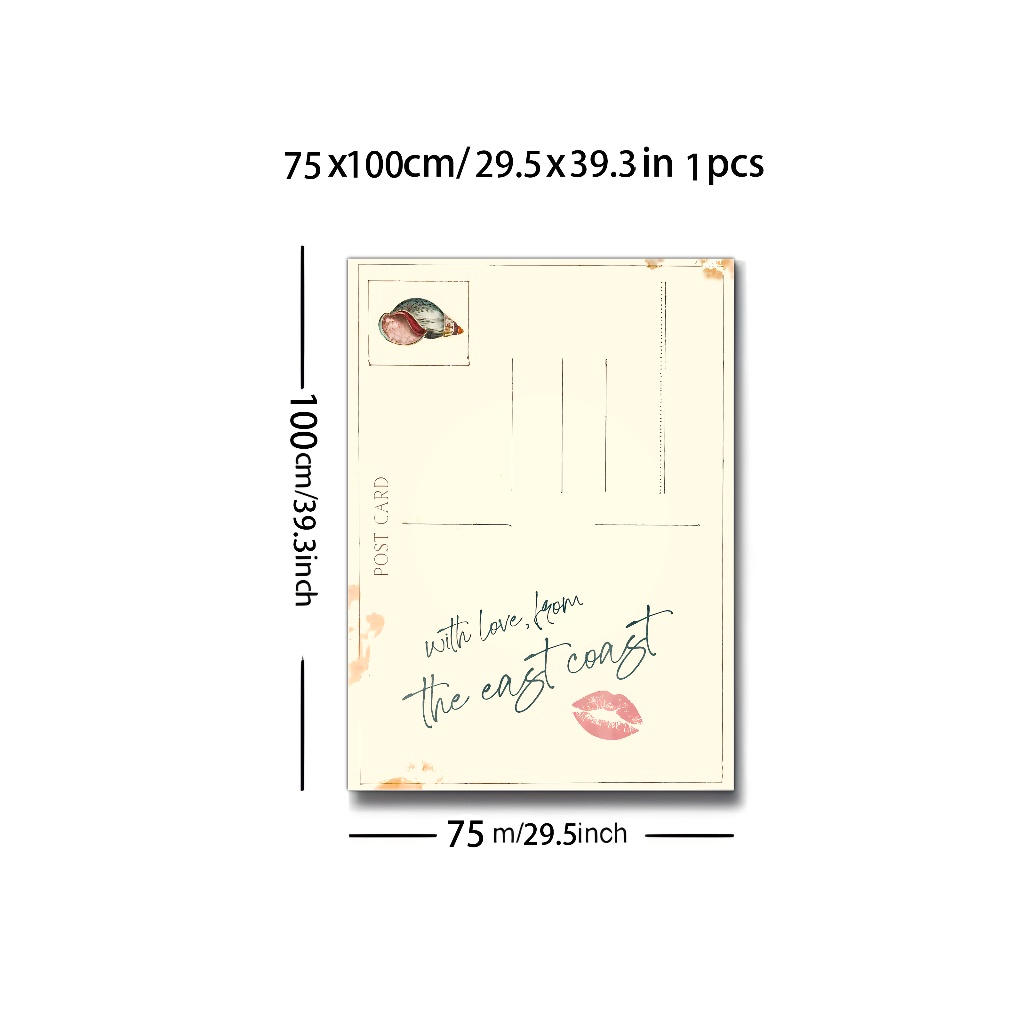 75x100cm/29.5x39.3in 1pcs
100cm/39.3inch
POST CARD
with love, from
the east coast
75 m/29.5inch